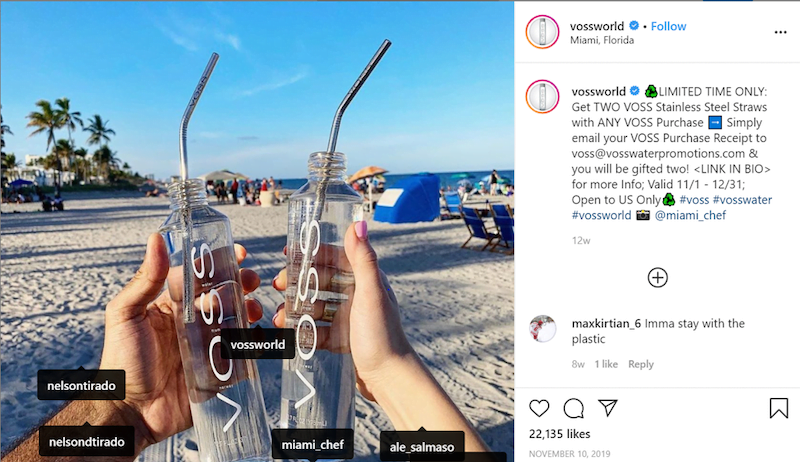 vossworld • Follow
Miami, Florida
vossworld LIMITED TIME ONLY:
Get TWO VOSS Stainless Steel Straws
with ANY VOSS Purchase ➡ Simply
email your VOSS Purchase Receipt to
voss@vosswaterpromotions.com &
you will be gifted two! <LINK IN BIO>
for more Info; Valid 11/1 - 12/31;
Open to US Only #voss #vosswater
#vossworld 📸 @miami_chef
12w
maxkirtian_6 Imma stay with the
plastic
8w 1 like Reply
22,135 likes
NOVEMBER 10, 2019
VOSS
VOSS
VOSS
vossworld
nelsontirado
nelsondtirado
miami_chef
ale_salmaso